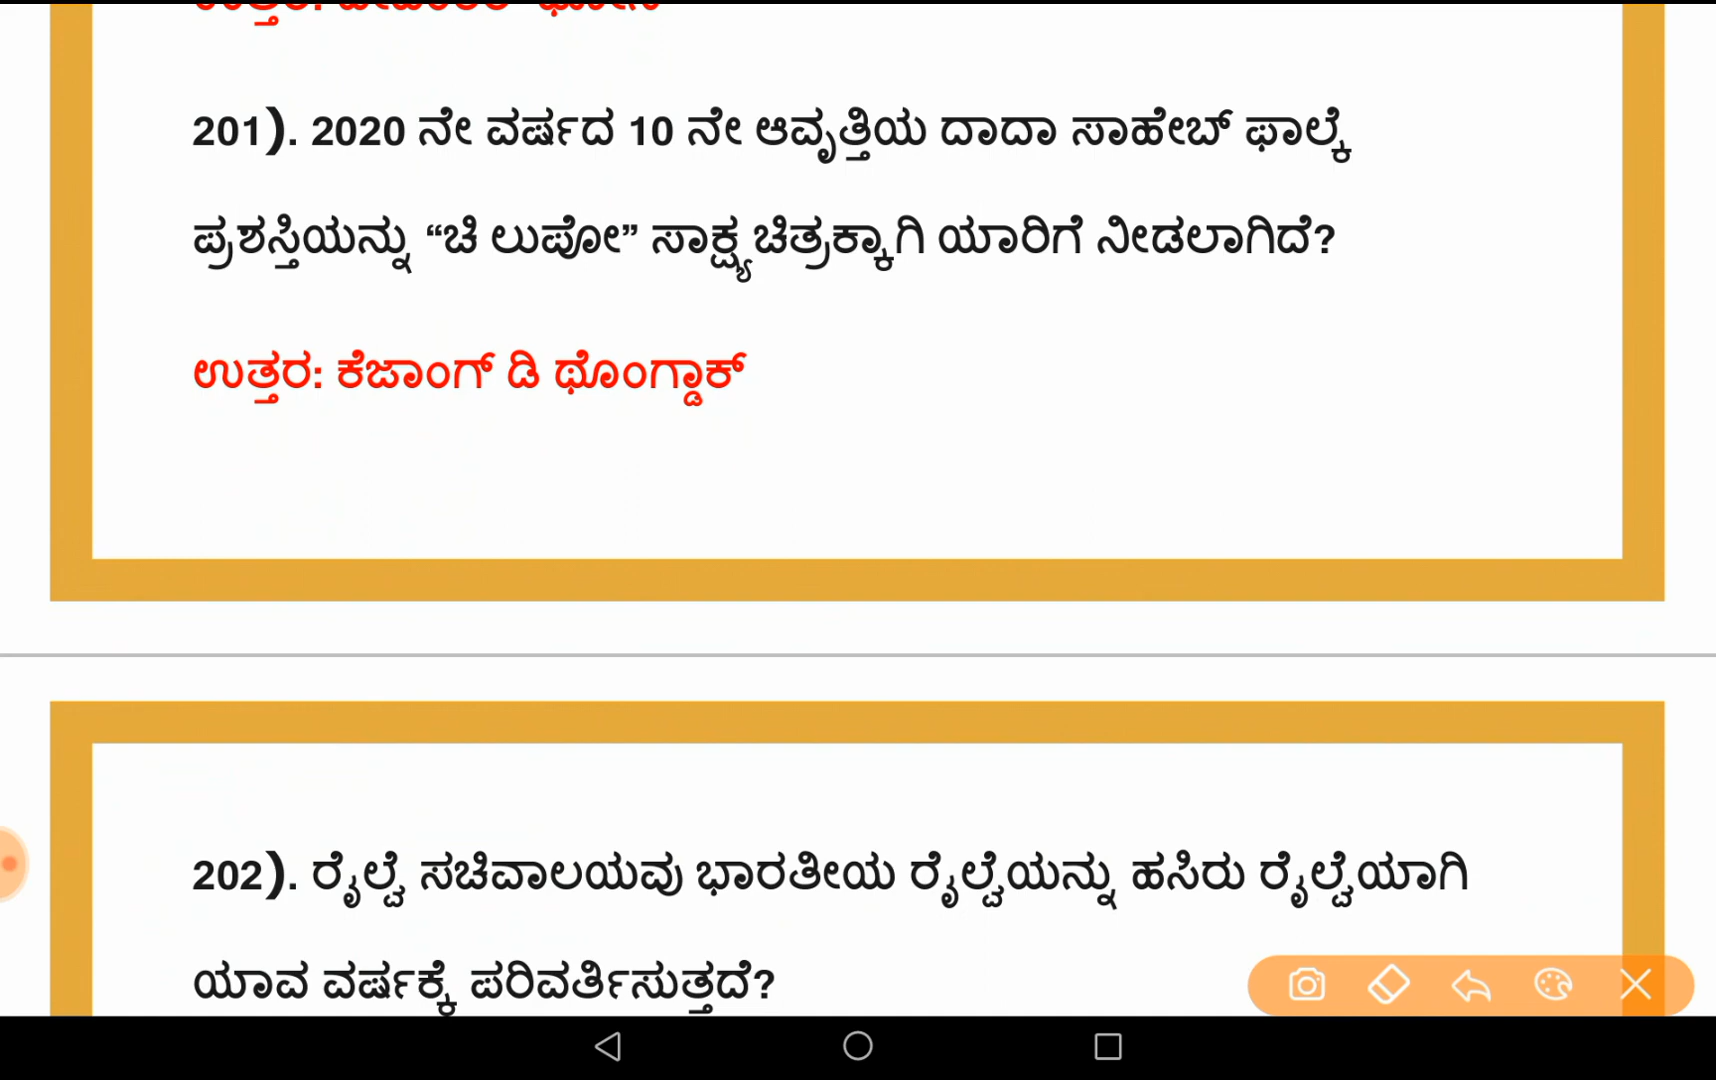 201). 2020 ನೇ ವರ್ಷದ 10 ನೇ ಆವೃತ್ತಿಯ ದಾದಾ ಸಾಹೇಬ್ ಫಾಲ್ಕೆ
ಪ್ರಶಸ್ತಿಯನ್ನು “ಚಿ ಲುಪೋ” ಸಾಕ್ಷ್ಯಚಿತ್ರಕ್ಕಾಗಿ ಯಾರಿಗೆ ನೀಡಲಾಗಿದೆ?
ಉತ್ತರ: ಕೆಜಾಂಗ್ ಡಿ ಥೊಂಗ್ಡಾಕ್
202). ರೈಲ್ವೆ ಸಚಿವಾಲಯವು ಭಾರತೀಯ ರೈಲ್ವೆಯನ್ನು ಹಸಿರು ರೈಲ್ವೆಯಾಗಿ
ಯಾವ ವರ್ಷಕ್ಕೆ ಪರಿವರ್ತಿಸುತ್ತದೆ?